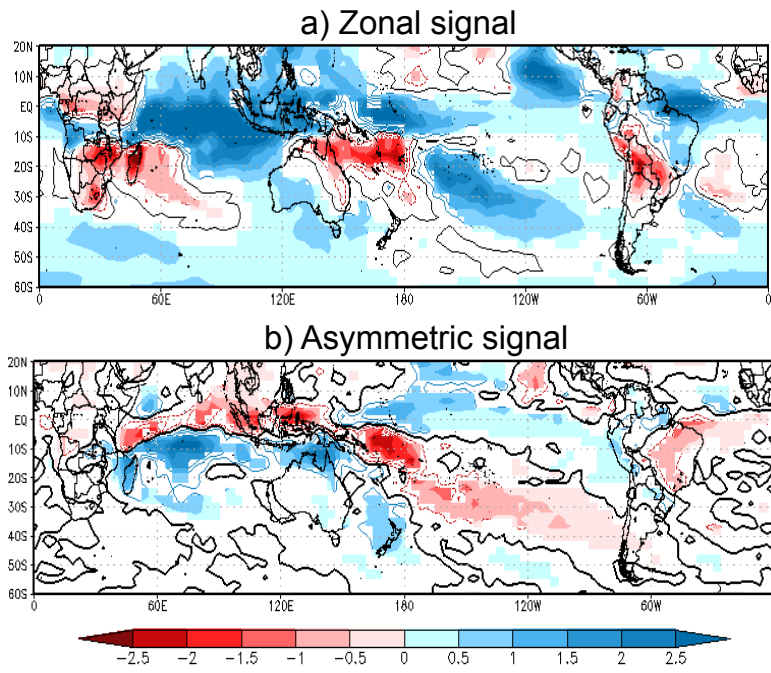 a) Zonal signal
20N
10N
EQ
10S
20S
30S
40S
50S
60S
0 60E 120E 180 120W 60W 0
b) Asymmetric signal
20N
10N
EQ
10S
20S
30S
40S
50S
60S
0 60E 120E 180 120W 60W
−2.5 −2 −1.5 −1 −0.5 0 0.5 1 1.5 2 2.5